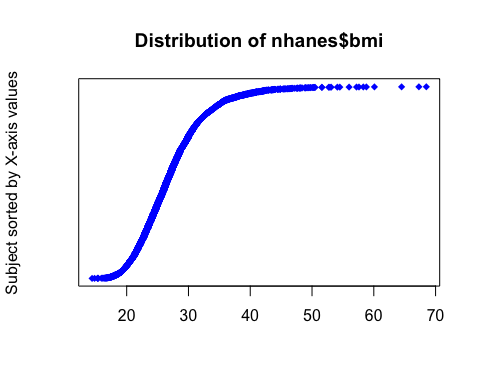 Distribution of nhanes$bmi
Subject sorted by X-axis values
20 30 40 50 60 70